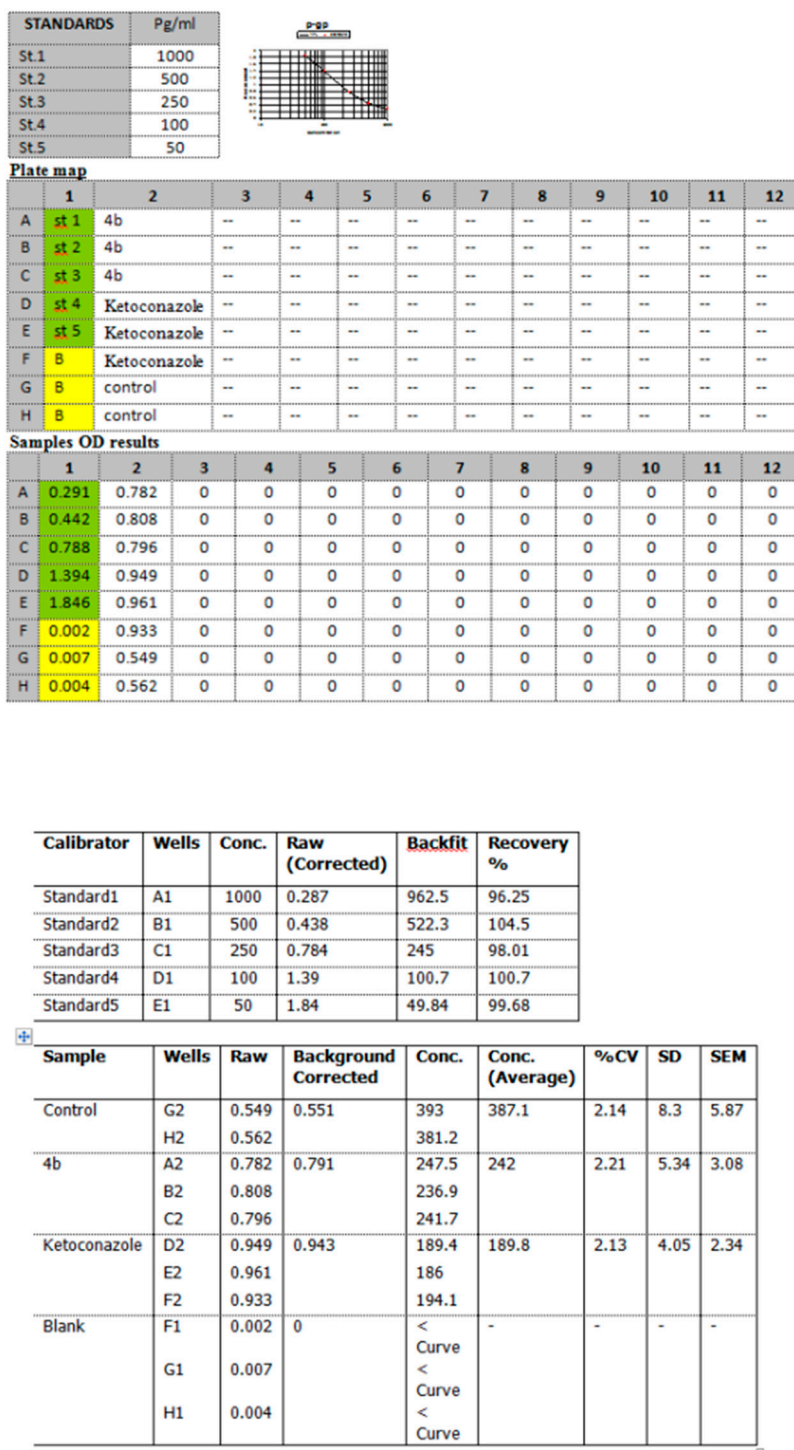 STANDARDS Pg/ml
St.1 1000
St.2 500
St.3 250
St.4 100
St.5 50
p-gp
Plate map
1 2 3 4 5 6 7 8 9 10 11 12
A st 1 4b -- -- -- -- -- -- -- -- -- --
B st 2 4b -- -- -- -- -- -- -- -- -- --
C st 3 4b -- -- -- -- -- -- -- -- -- --
D st 4 Ketoconazole -- -- -- -- -- -- -- -- -- --
E st 5 Ketoconazole -- -- -- -- -- -- -- -- -- --
F B Ketoconazole -- -- -- -- -- -- -- -- -- --
G B control -- -- -- -- -- -- -- -- -- --
H B control -- -- -- -- -- -- -- -- -- --
Samples OD results
1 2 3 4 5 6 7 8 9 10 11 12
A 0.291 0.782 0 0 0 0 0 0 0 0 0 0
B 0.442 0.808 0 0 0 0 0 0 0 0 0 0
C 0.788 0.796 0 0 0 0 0 0 0 0 0 0
D 1.394 0.949 0 0 0 0 0 0 0 0 0 0
E 1.846 0.961 0 0 0 0 0 0 0 0 0 0
F 0.002 0.933 0 0 0 0 0 0 0 0 0 0
G 0.007 0.549 0 0 0 0 0 0 0 0 0 0
H 0.004 0.562 0 0 0 0 0 0 0 0 0 0
Calibrator Wells Conc. Raw Backfit Recovery
(Corrected) %
Standard1 A1 1000 0.287 962.5 96.25
Standard2 B1 500 0.438 522.3 104.5
Standard3 C1 250 0.784 245 98.01
Standard4 D1 100 1.39 100.7 100.7
Standard5 E1 50 1.84 49.84 99.68
Sample Wells Raw Background Conc. Conc. %CV SD SEM
Corrected (Average)
Control G2 0.549 0.551 393 387.1 2.14 8.3 5.87
H2 0.562 381.2
4b A2 0.782 0.791 247.5 242 2.21 5.34 3.08
B2 0.808 236.9
C2 0.796 241.7
Ketoconazole D2 0.949 0.943 189.4 189.8 2.13 4.05 2.34
E2 0.961 186
F2 0.933 194.1
Blank F1 0.002 0 < - - - -
Curve
G1 0.007 <
Curve
H1 0.004 <
Curve